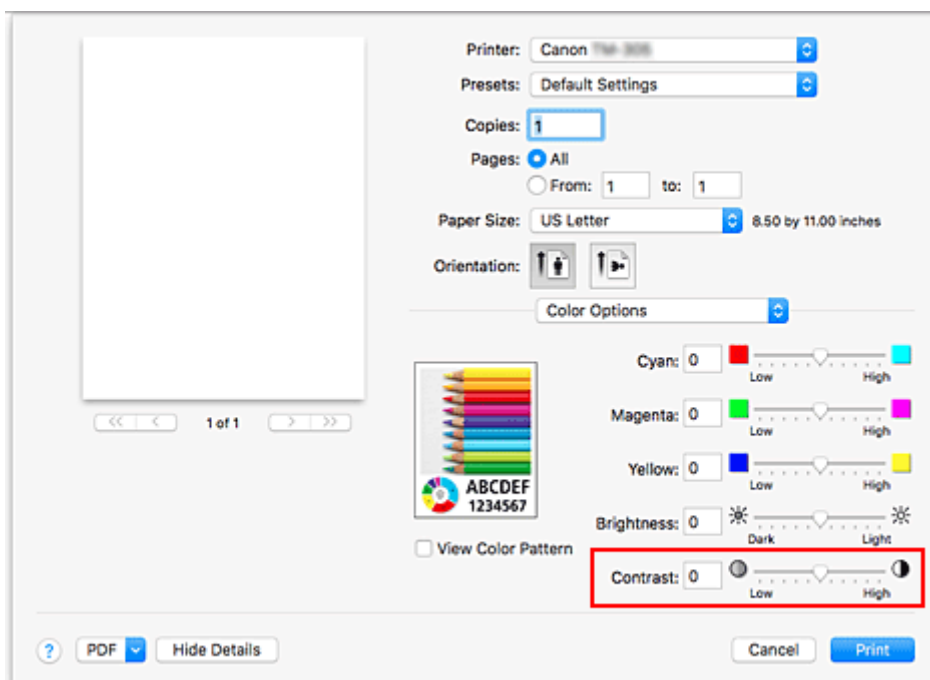 Printer: Canon
Presets: Default Settings
Copies: 1
Pages: All
From: 1 to: 1
Paper Size: US Letter 8.50 by 11.00 inches
Orientation:
Color Options
<< < 1 of 1 > >>
ABCDEF
1234567
View Color Pattern
Cyan: 0
Low High
Magenta: 0
Low High
Yellow: 0
Low High
Brightness: 0
Dark Light
Contrast: 0
Low High
? PDF Hide Details Cancel Print